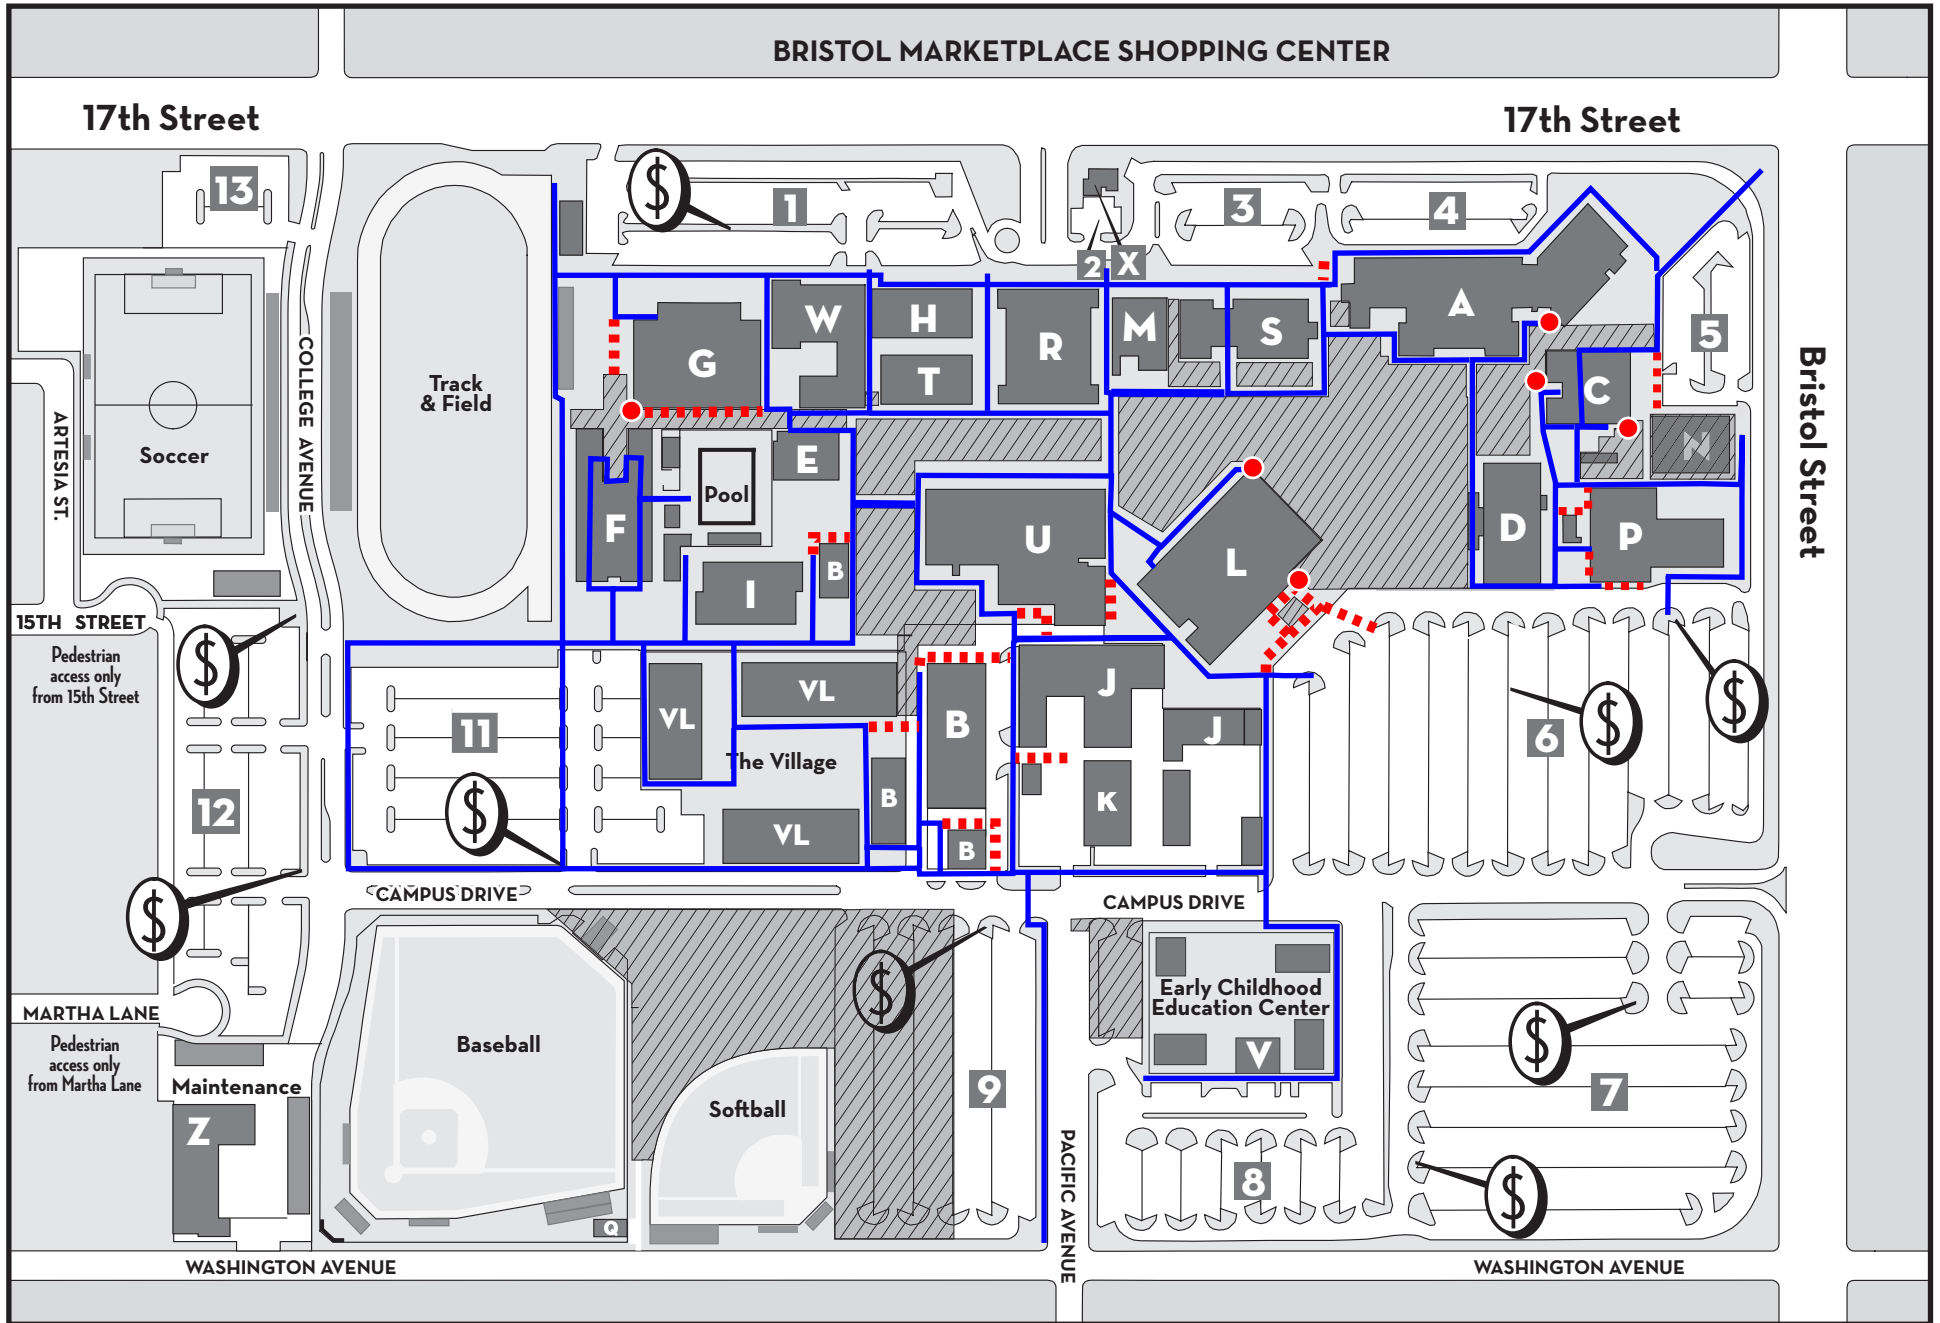 BRISTOL MARKETPLACE SHOPPING CENTER
17th Street
17th Street
13
$
1
3
4
2
X
W
H
M
S
A
5
G
R
T
C
COLLEGE AVENUE
Track
& Field
Bristol Street
ARTESIA ST.
Soccer
N
E
Pool
F
U
D
P
L
B
I
15TH STREET
Pedestrian
access only
from 15th Street
$
VL
VL
J
B
J
$
$
6
11
The Village
12
$
B
K
VL
B
$
CAMPUS DRIVE
CAMPUS DRIVE
$
Early Childhood
Education Center
MARTHA LANE
Pedestrian
access only
from Martha Lane
Baseball
$
V
Maintenance
9
7
Softball
Z
PACIFIC AVENUE
8
$
Q
WASHINGTON AVENUE
WASHINGTON AVENUE